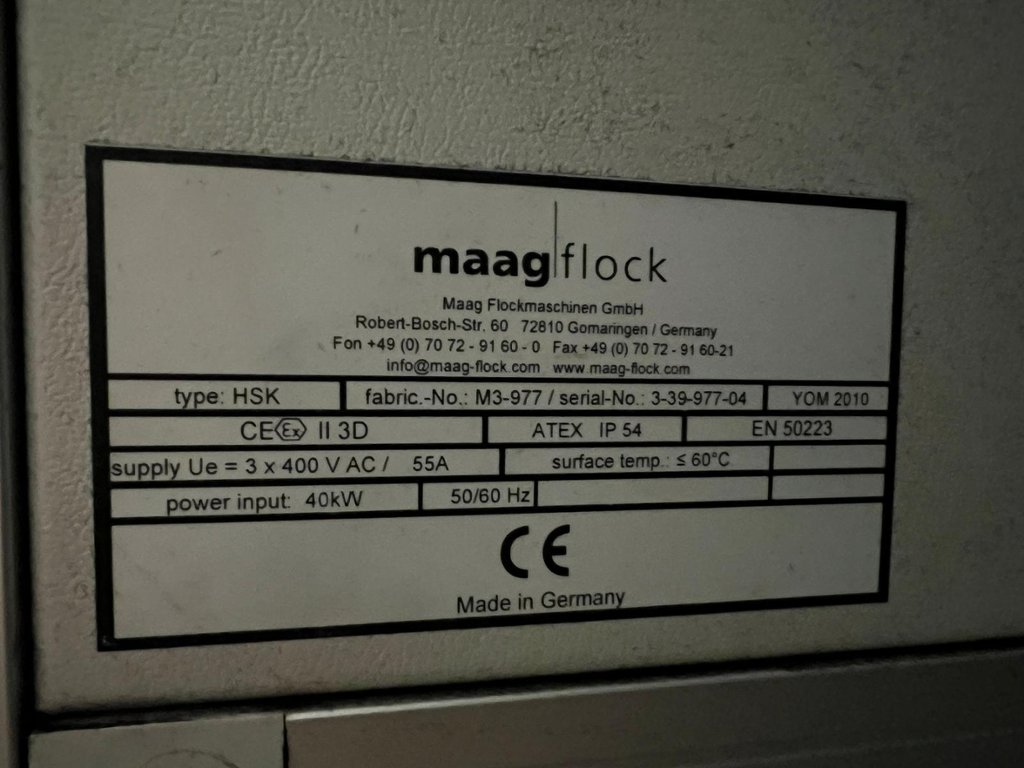 maag flock
Maag Flockmaschinen GmbH
Robert-Bosch-Str. 60 72810 Gomaringen / Germany
Fon +49 (0) 70 72 - 91 60 - 0 Fax +49 (0) 70 72 - 91 60-21
info@maag-flock.com www.maag-flock.com
type: HSK fabric.-No.: M3-977 / serial-No.: 3-39-977-04 YOM 2010
CE Ex II 3D ATEX IP 54 EN 50223
supply Ue = 3 x 400 V AC / 55A surface temp.: ≤ 60°C
power input: 40kW 50/60 Hz
CE
Made in Germany